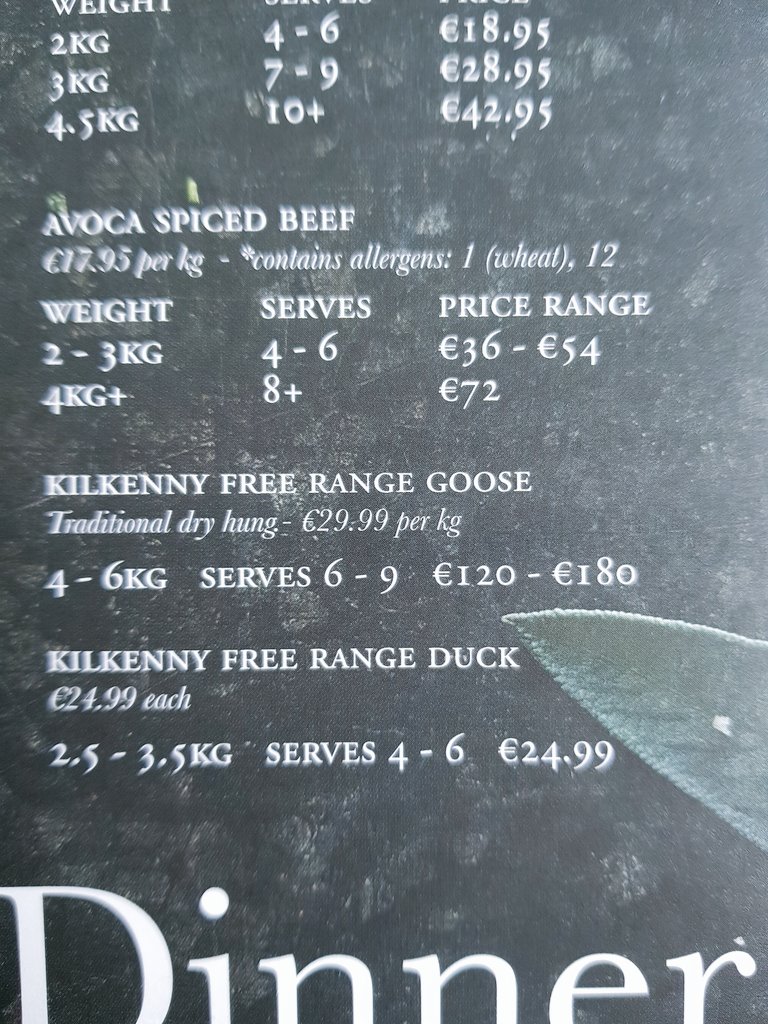 WEIGHT SERVES PRICE
2KG 4 - 6 €18.95
3KG 7 - 9 €28.95
4.5KG 10+ €42.95
AVOCA SPICED BEEF
€17.95 per kg - *contains allergens: 1 (wheat), 12
WEIGHT SERVES PRICE RANGE
2 - 3KG 4 - 6 €36 - €54
4KG+ 8+ €72
KILKENNY FREE RANGE GOOSE
Traditional dry hung - €29.99 per kg
4 - 6KG SERVES 6 - 9 €120 - €180
KILKENNY FREE RANGE DUCK
€24.99 each
2.5 - 3.5KG SERVES 4 - 6 €24.99
Dinner